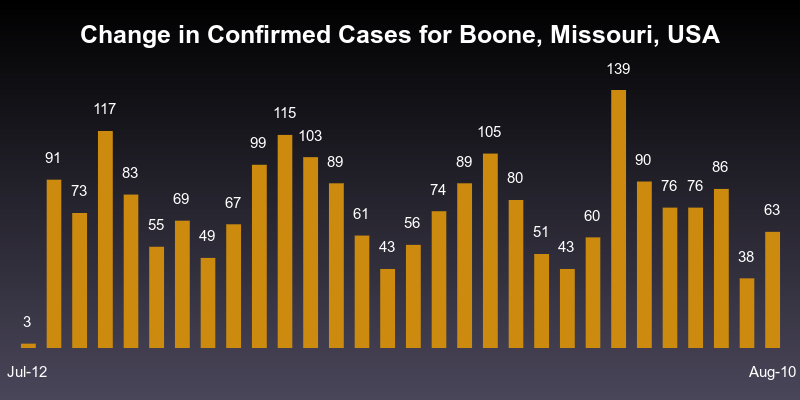 Change in Confirmed Cases for Boone, Missouri, USA
3 91 73 117 83 55 69 49 67 99 115 103 89 61 43 56 74 89 105 80 51 43 60 139 90 76 76 86 38 63
Jul-12 Aug-10